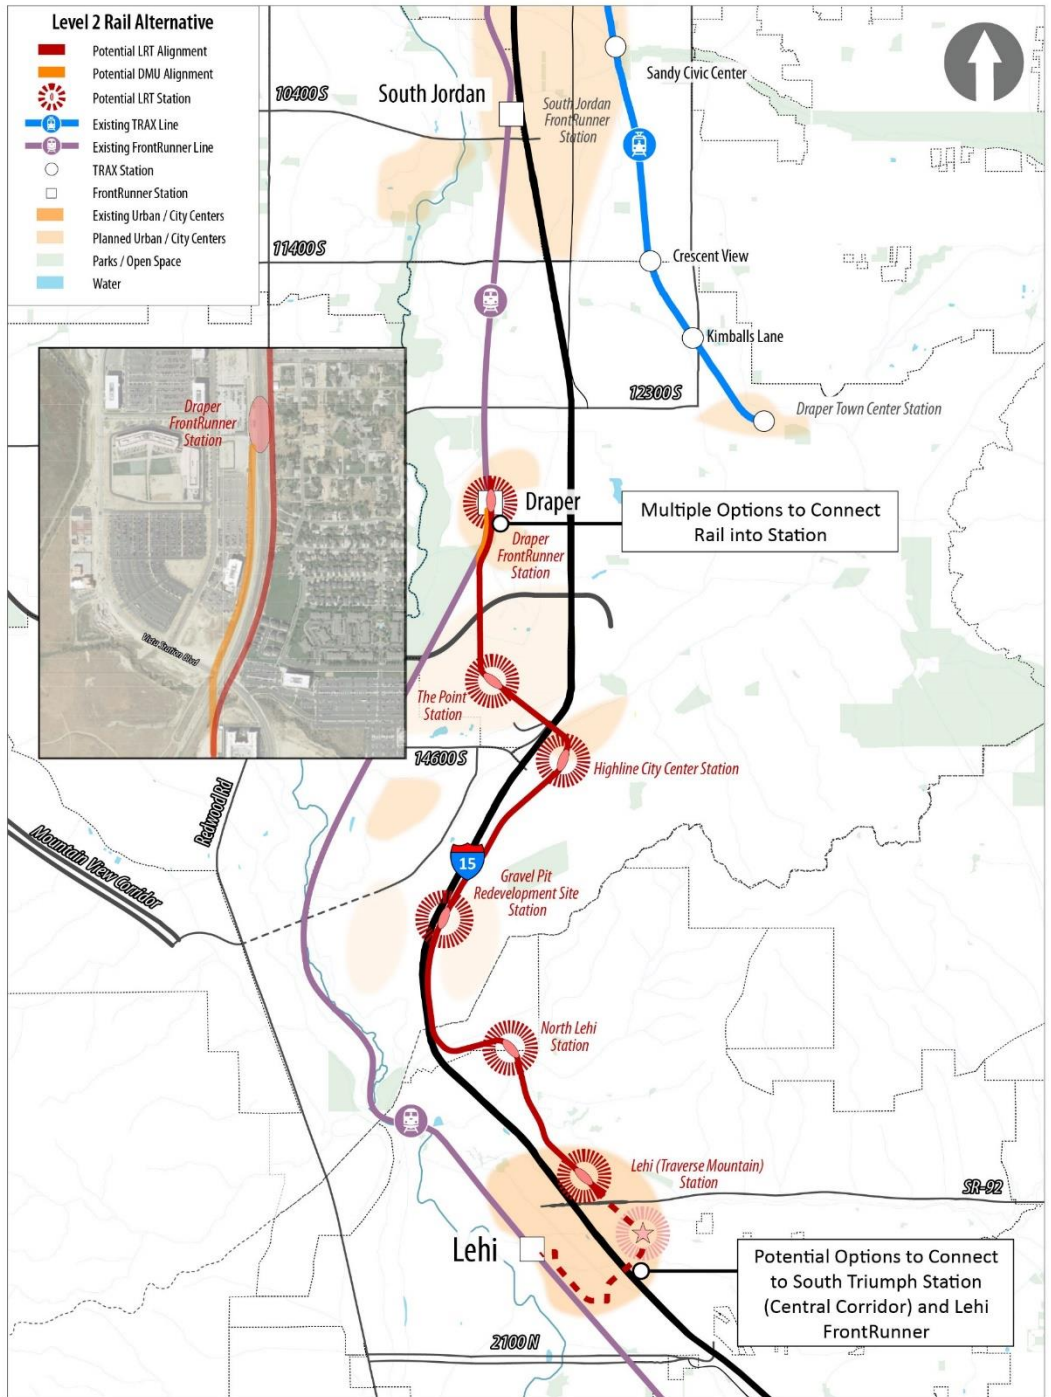 Level 2 Rail Alternative
Potential LRT Alignment
Potential DMU Alignment
Potential LRT Station
Existing TRAX Line
Existing FrontRunner Line
TRAX Station
FrontRunner Station
Existing Urban / City Centers
Planned Urban / City Centers
Parks / Open Space
Water
Sandy Civic Center
10400 S
South Jordan
South Jordan
FrontRunner
Station
11400 S
Crescent View
Kimballs Lane
12300 S
Draper Town Center Station
Draper
FrontRunner
Station
Vista Station Blvd
Draper
Multiple Options to Connect
Rail into Station
Draper
FrontRunner
Station
The Point
Station
14600 S
Highline City Center Station
Redwood Rd
Mountain View Corridor
15
Gravel Pit
Redevelopment Site
Station
North Lehi
Station
Lehi (Traverse Mountain)
Station
SR-92
Lehi
Potential Options to Connect
to South Triumph Station
(Central Corridor) and Lehi
FrontRunner
2100 N